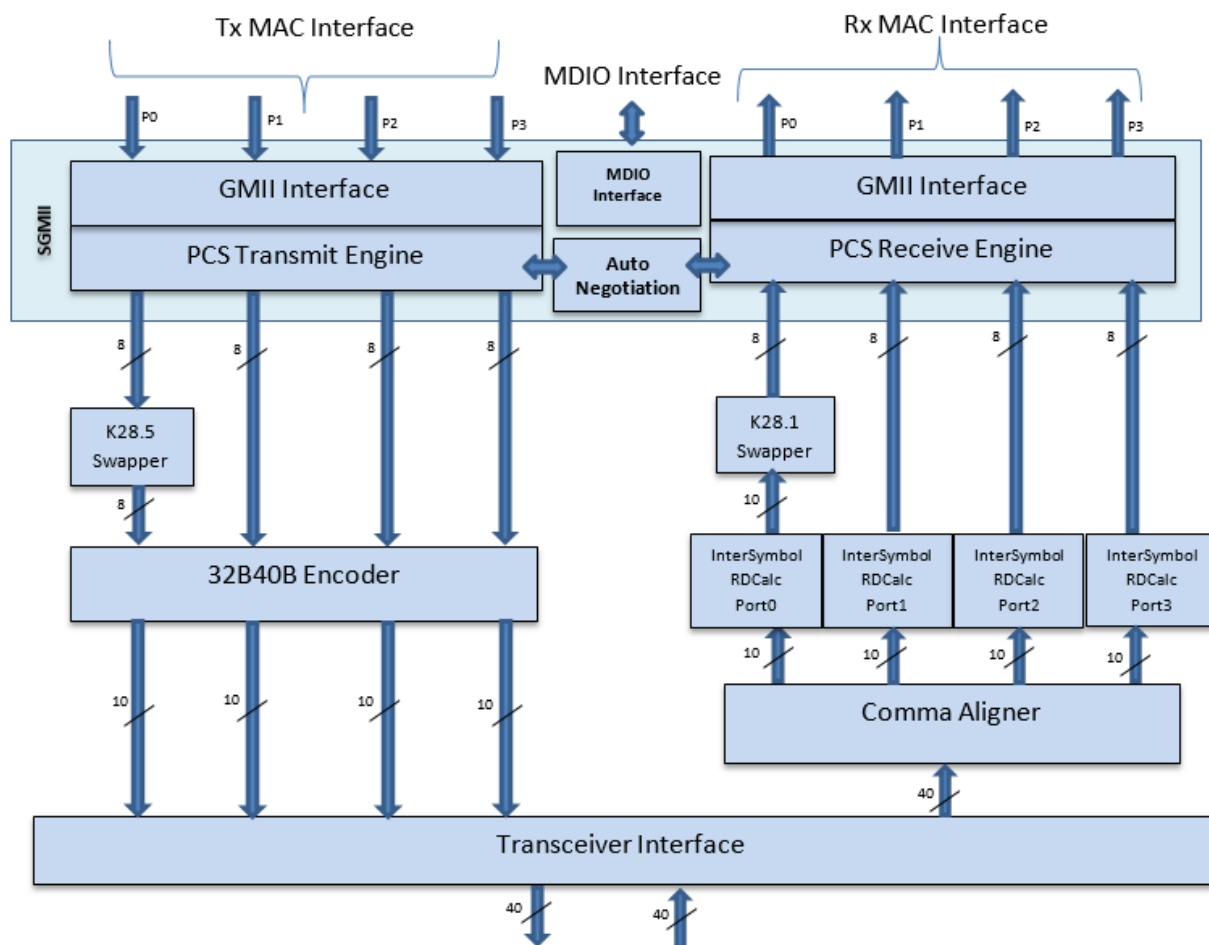 Tx MAC Interface
MDIO Interface
Rx MAC Interface
P0
P1
P2
P3
P0
P1
P2
P3
SGMII
GMII Interface
MDIO
Interface
GMII Interface
PCS Transmit Engine
Auto
Negotiation
PCS Receive Engine
8
8
8
8
8
8
8
8
K28.5
Swapper
K28.1
Swapper
8
10
32B40B Encoder
InterSymbol
RDCalc
Port0
InterSymbol
RDCalc
Port1
InterSymbol
RDCalc
Port2
InterSymbol
RDCalc
Port3
10
10
10
10
10
10
10
10
Comma Aligner
40
Transceiver Interface
40
40